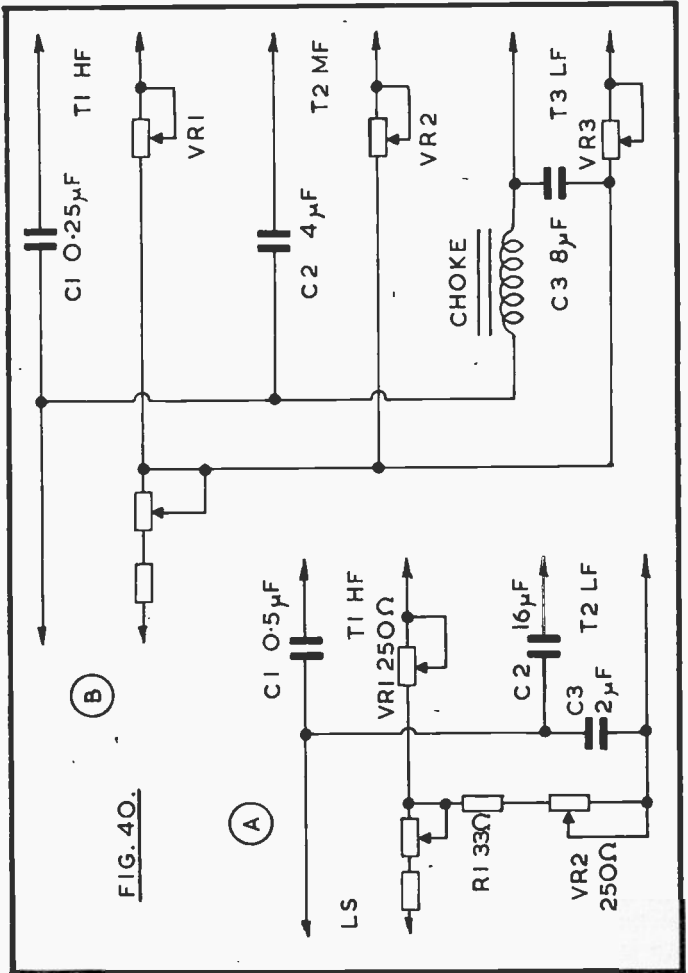 FIG. 40.
B
C1 0·25µF
T1 HF
VR1
C2 4µF
T2 MF
VR2
CHOKE
C3 8µF
T3 LF
VR3
A
LS
C1 0·5µF
T1 HF
VR1 250Ω
R1 33Ω
C2 16µF
C3
2µF
T2 LF
VR2
250Ω